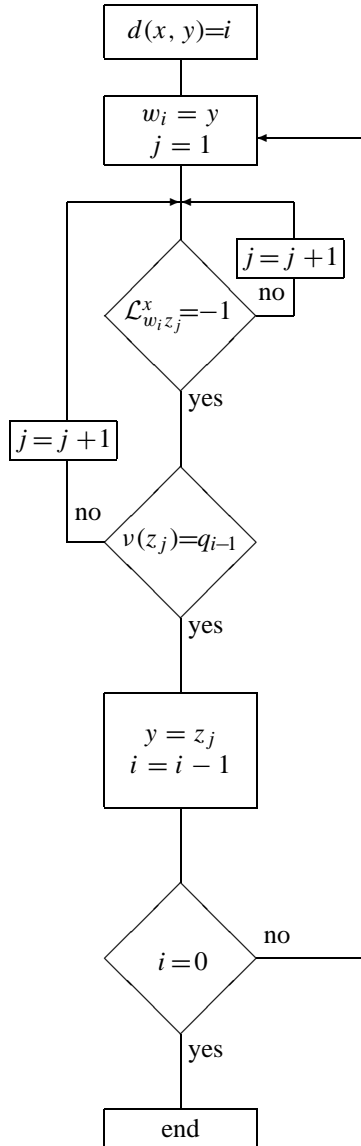 d(x, y)=i
w_i = y
j = 1
j = j +1
no
ℒ^x_{w_i z_j}=−1
yes
j = j +1
no
ν(z_j)=q_{i−1}
yes
y = z_j
i = i − 1
no
i =0
yes
end